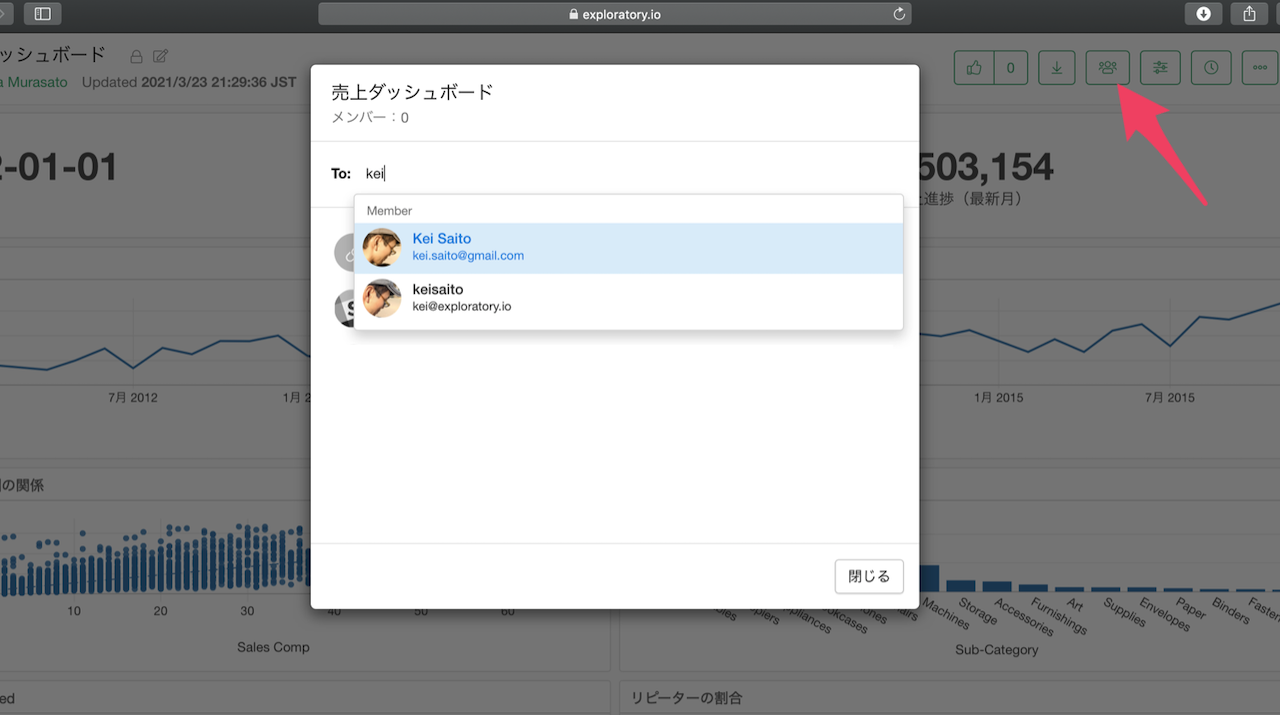 exploratory.io
ッシュボード
a Murasato Updated 2021/3/23 21:29:36 JST
0
売上ダッシュボード
メンバー：0
-01-01
503,154
進捗（最新月）
To: kei
Member
Kei Saito
kei.saito@gmail.com
keisaito
kei@exploratory.io
7月 2012
1月 2
1月 2015
7月 2015
の関係
閉じる
10
20
30
40
50
60
Sales Comp
Machines
Storage
Accessories
Furnishings
Art
Supplies
Envelopes
Paper
Binders
Fasten
Sub-Category
ed
リピーターの割合